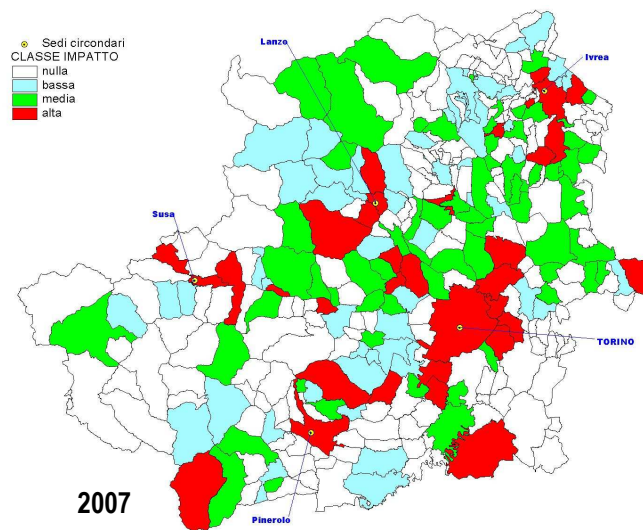 Sedi circondari
CLASSE IMPATTO
nulla
bassa
media
alta
Lanzo
Ivrea
Susa
TORINO
2007
Pinerolo